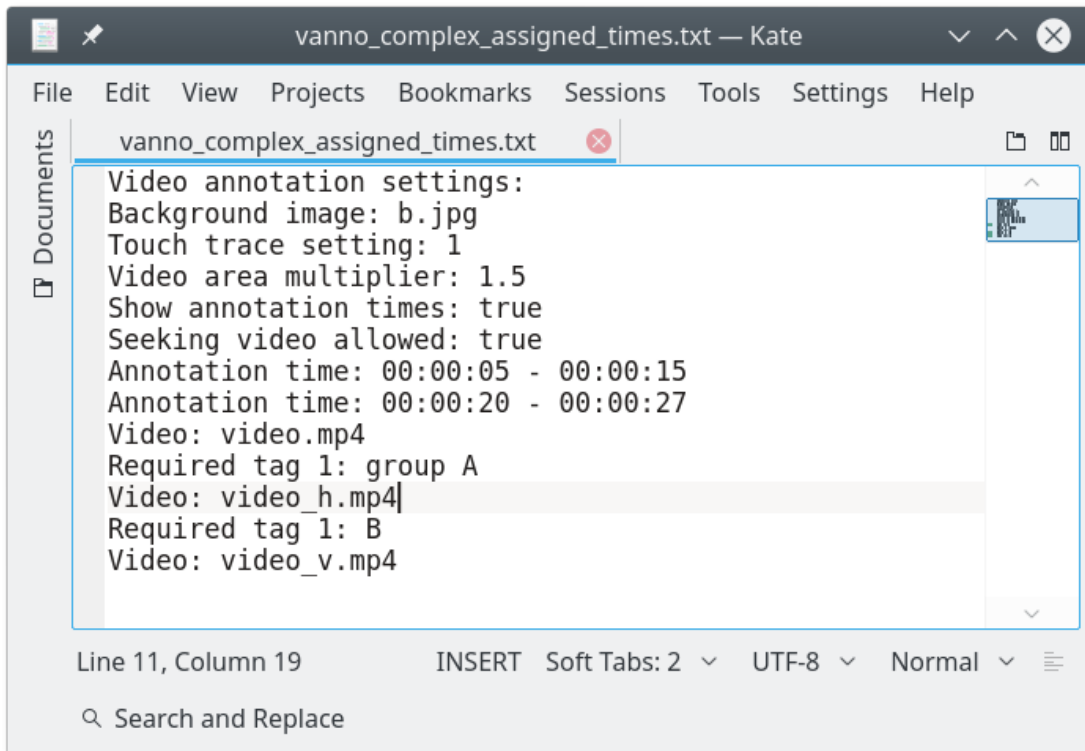 vanno_complex_assigned_times.txt — Kate
File Edit View Projects Bookmarks Sessions Tools Settings Help
Documents
vanno_complex_assigned_times.txt
Video annotation settings:
Background image: b.jpg
Touch trace setting: 1
Video area multiplier: 1.5
Show annotation times: true
Seeking video allowed: true
Annotation time: 00:00:05 - 00:00:15
Annotation time: 00:00:20 - 00:00:27
Video: video.mp4
Required tag 1: group A
Video: video_h.mp4
Required tag 1: B
Video: video_v.mp4
Line 11, Column 19 INSERT Soft Tabs: 2 UTF-8 Normal
Search and Replace